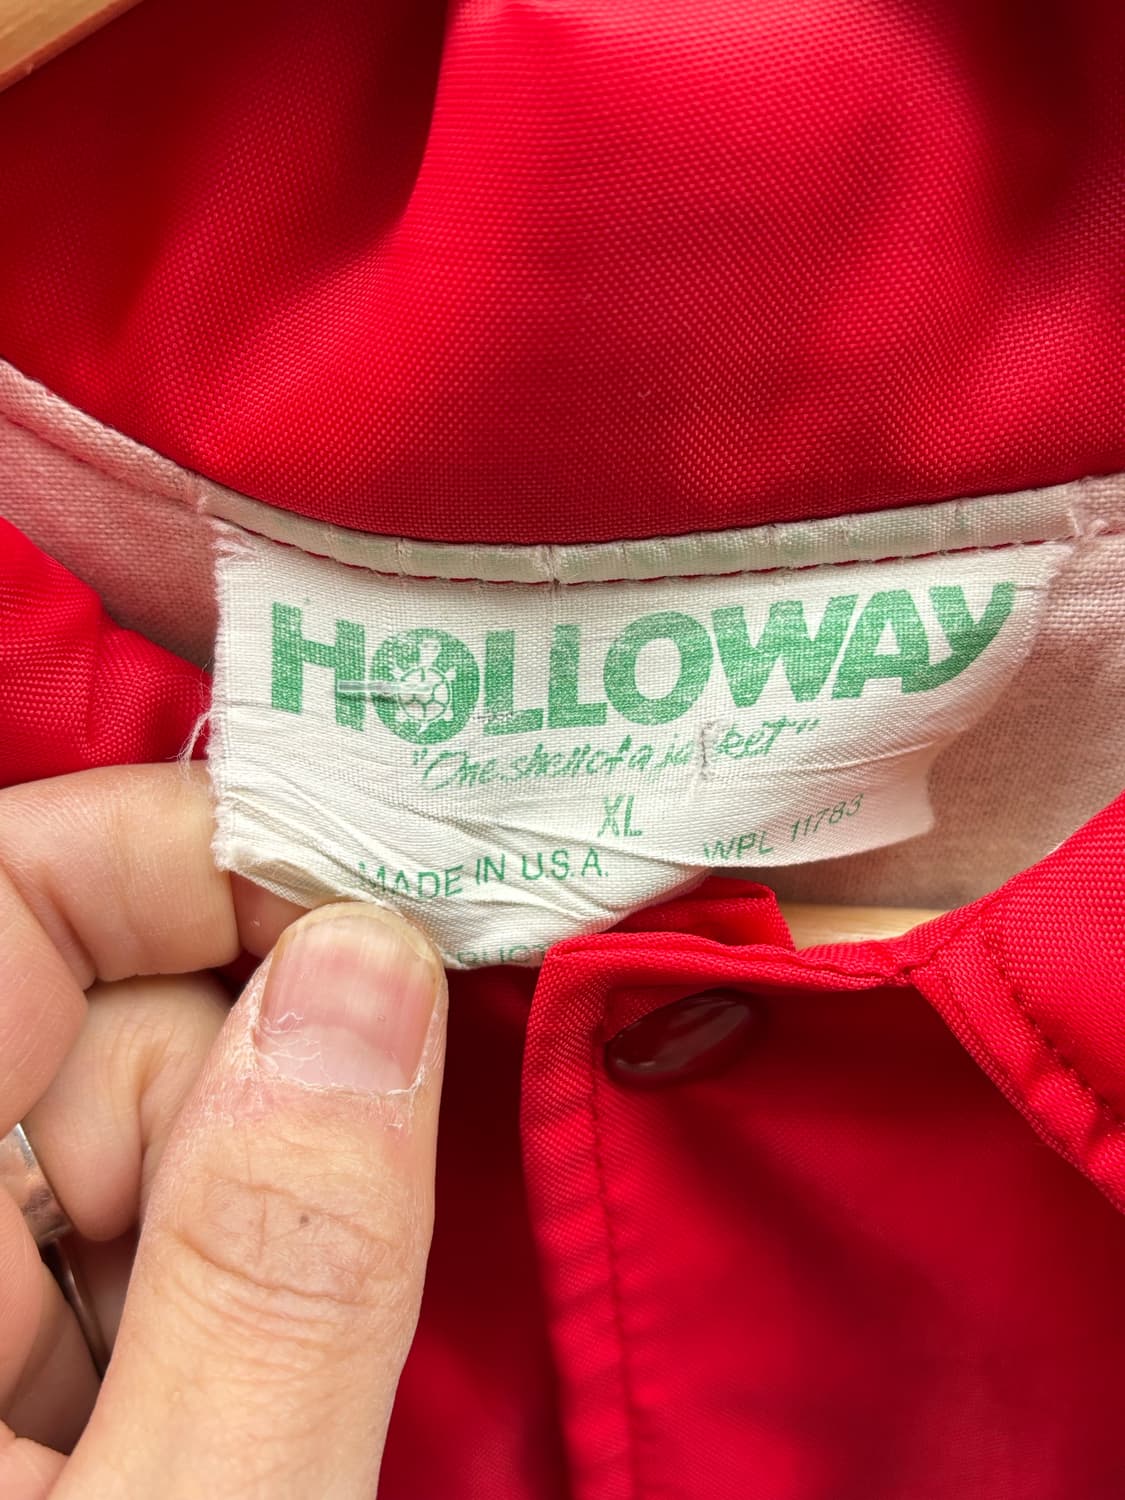 HOLLOWAY
"One shell of a jacket"
XL
MADE IN U.S.A.
WPL 11783